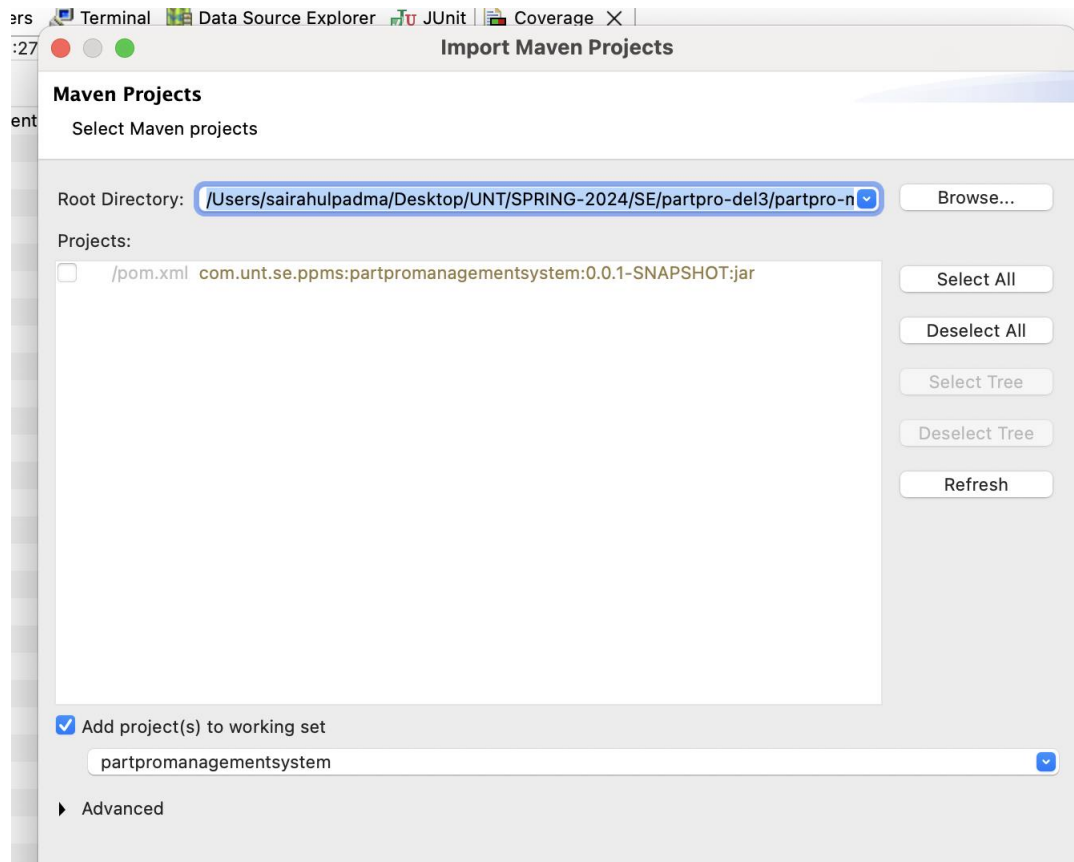 ers Terminal Data Source Explorer JUnit Coverage
:27 Import Maven Projects
Maven Projects
ent
Select Maven projects
Root Directory: /Users/sairahulpadma/Desktop/UNT/SPRING-2024/SE/partpro-del3/partpro-n Browse...
Projects:
/pom.xml com.unt.se.ppms:partpromanagementsystem:0.0.1-SNAPSHOT:jar
Select All
Deselect All
Select Tree
Deselect Tree
Refresh
Add project(s) to working set
partpromanagementsystem
Advanced